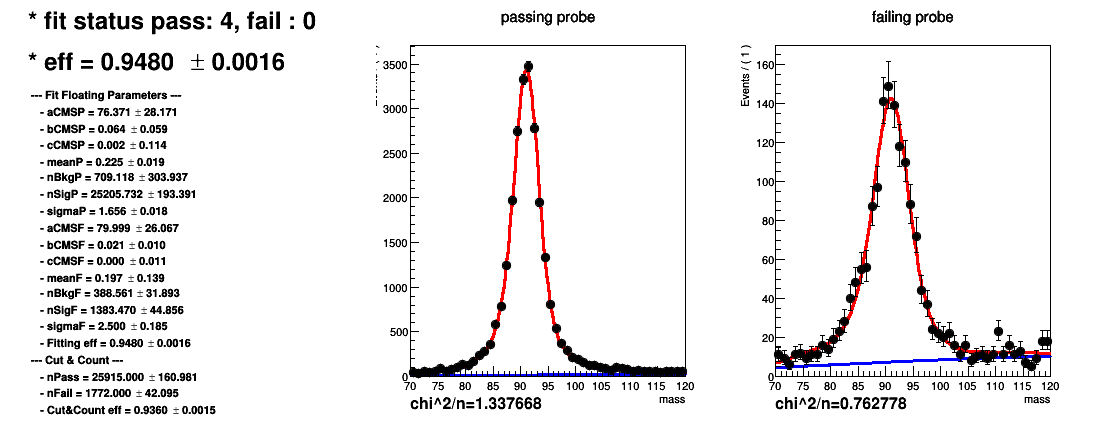 * fit status pass: 4, fail : 0
* eff = 0.9480 ± 0.0016
--- Fit Floating Parameters ---
- aCMSP = 76.371 ± 28.171
- bCMSP = 0.064 ± 0.059
- cCMSP = 0.002 ± 0.114
- meanP = 0.225 ± 0.019
- nBkgP = 709.118 ± 303.937
- nSigP = 25205.732 ± 193.391
- sigmaP = 1.656 ± 0.018
- aCMSF = 79.999 ± 26.067
- bCMSF = 0.021 ± 0.010
- cCMSF = 0.000 ± 0.011
- meanF = 0.197 ± 0.139
- nBkgF = 388.561 ± 31.893
- nSigF = 1383.470 ± 44.856
- sigmaF = 2.500 ± 0.185
- Fitting eff = 0.9480 ± 0.0016
--- Cut & Count ---
- nPass = 25915.000 ± 160.981
- nFail = 1772.000 ± 42.095
- Cut&Count eff = 0.9360 ± 0.0015
passing probe
3500
3000
2500
2000
1500
1000
500
0
70 75 80 85 90 95 100 105 110 115 120
mass
chi^2/n=1.337668
failing probe
Events / ( 1 )
160
140
120
100
80
60
40
20
0
70 75 80 85 90 95 100 105 110 115 120
mass
chi^2/n=0.762778